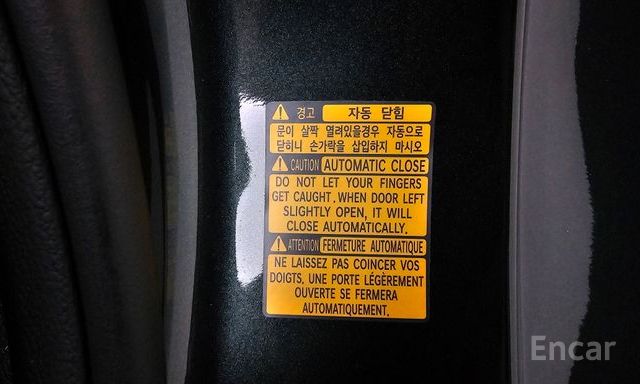 경고 자동 닫힘
문이 살짝 열려있을경우 자동으로
닫히니 손가락을 삽입하지 마시오
CAUTION AUTOMATIC CLOSE
DO NOT LET YOUR FINGERS
GET CAUGHT. WHEN DOOR LEFT
SLIGHTLY OPEN, IT WILL
CLOSE AUTOMATICALLY.
ATTENTION FERMETURE AUTOMATIQUE
NE LAISSEZ PAS COINCER VOS
DOIGTS. UNE PORTE LÉGÈREMENT
OUVERTE SE FERMERA
AUTOMATIQUEMENT.
Encar